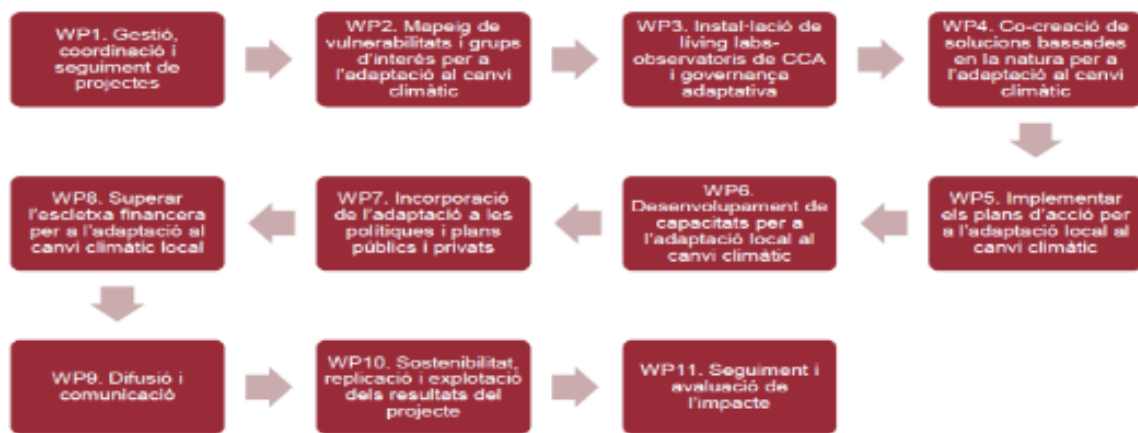 WP1. Gestió,
coordinació i
seguiment de
projectes
WP2. Mapeig de
vulnerabilitats i grups
d'interés per a
l'adaptació al canvi
climàtic
WP3. Instal·lació de
living labs-
observatoris de CCA
i governança
adaptativa
WP4. Co-creació de
solucions bassades
en la natura per a
l'adaptació al canvi
climàtic
WP5. Implementar
els plans d'acció per
a l'adaptació local al
canvi climàtic
WP6.
Desenvolupament de
capacitats per a
l'adaptació local al
canvi climàtic
WP7. Incorporació
de l'adaptació a les
polítiques i plans
públics i privats
WP8. Superar
l'escletxa financera
per a l'adaptació al
canvi climàtic local
WP9. Difusió i
comunicació
WP10. Sostenibilitat,
replicació i explotació
dels resultats del
projecte
WP11. Seguiment i
avaluació de
l'impacte